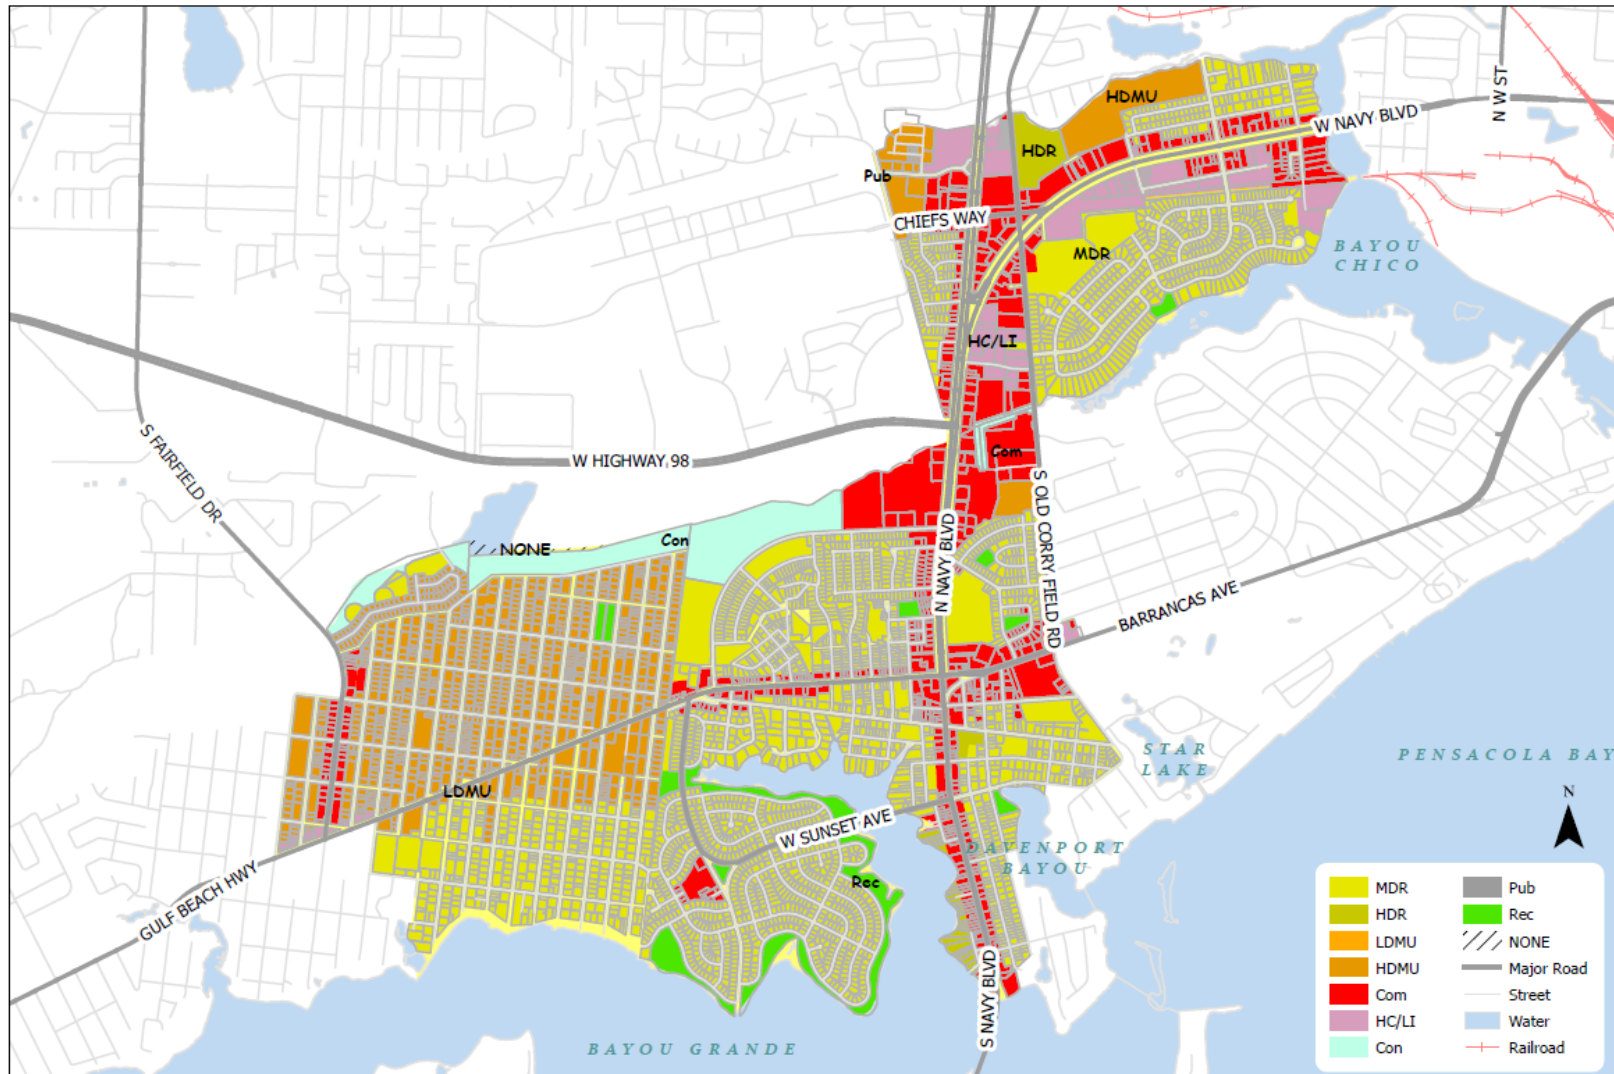 N W ST
HDMU
W NAVY BLVD
HDR
Pub
CHIEFS WAY
BAYOU
CHICO
MDR
HC/LI
S FAIRFIELD DR
W HIGHWAY 98
Com
S OLD CORRY FIELD RD
N NAVY BLVD
NONE
Con
BARRANCAS AVE
STAR
LAKE
PENSACOLA BAY
LDMU
W SUNSET AVE
DAVENPORT
BAYOU
Rec
GULF BEACH HWY
S NAVY BLVD
BAYOU GRANDE
N
MDR
HDR
LDMU
HDMU
Com
HC/LI
Con
Pub
Rec
NONE
Major Road
Street
Water
Railroad